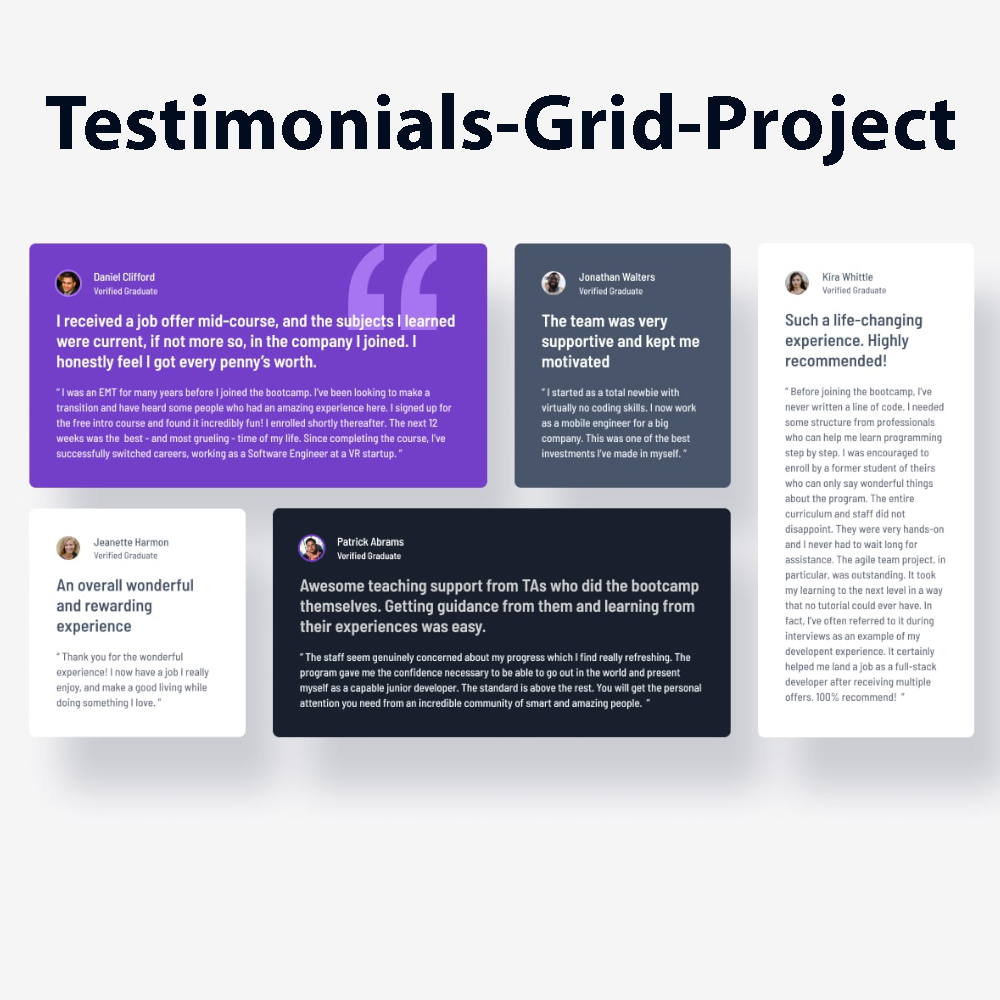 Testimonials-Grid-Project
Daniel Clifford
Verified Graduate
I received a job offer mid-course, and the subjects I learned
were current, if not more so, in the company I joined. I
honestly feel I got every penny’s worth.
“ I was an EMT for many years before I joined the bootcamp. I’ve been looking to make a
transition and have heard some people who had an amazing experience here. I signed up for
the free intro course and found it incredibly fun! I enrolled shortly thereafter. The next 12
weeks was the best - and most grueling - time of my life. Since completing the course, I’ve
successfully switched careers, working as a Software Engineer at a VR startup. ”
Jonathan Walters
Verified Graduate
The team was very
supportive and kept me
motivated
“ I started as a total newbie with
virtually no coding skills. I now work
as a mobile engineer for a big
company. This was one of the best
investments I’ve made in myself. ”
Kira Whittle
Verified Graduate
Such a life-changing
experience. Highly
recommended!
“ Before joining the bootcamp, I’ve
never written a line of code. I needed
some structure from professionals
who can help me learn programming
step by step. I was encouraged to
enroll by a former student of theirs
who can only say wonderful things
about the program. The entire
curriculum and staff did not
disappoint. They were very hands-on
and I never had to wait long for
assistance. The agile team project, in
particular, was outstanding. It took
my learning to the next level in a way
that no tutorial could ever have. In
fact, I’ve often referred to it during
interviews as an example of my
developent experience. It certainly
helped me land a job as a full-stack
developer after receiving multiple
offers. 100% recommend! ”
Jeanette Harmon
Verified Graduate
An overall wonderful
and rewarding
experience
“ Thank you for the wonderful
experience! I now have a job I really
enjoy, and make a good living while
doing something I love. ”
Patrick Abrams
Verified Graduate
Awesome teaching support from TAs who did the bootcamp
themselves. Getting guidance from them and learning from
their experiences was easy.
“ The staff seem genuinely concerned about my progress which I find really refreshing. The
program gave me the confidence necessary to be able to go out in the world and present
myself as a capable junior developer. The standard is above the rest. You will get the personal
attention you need from an incredible community of smart and amazing people. ”